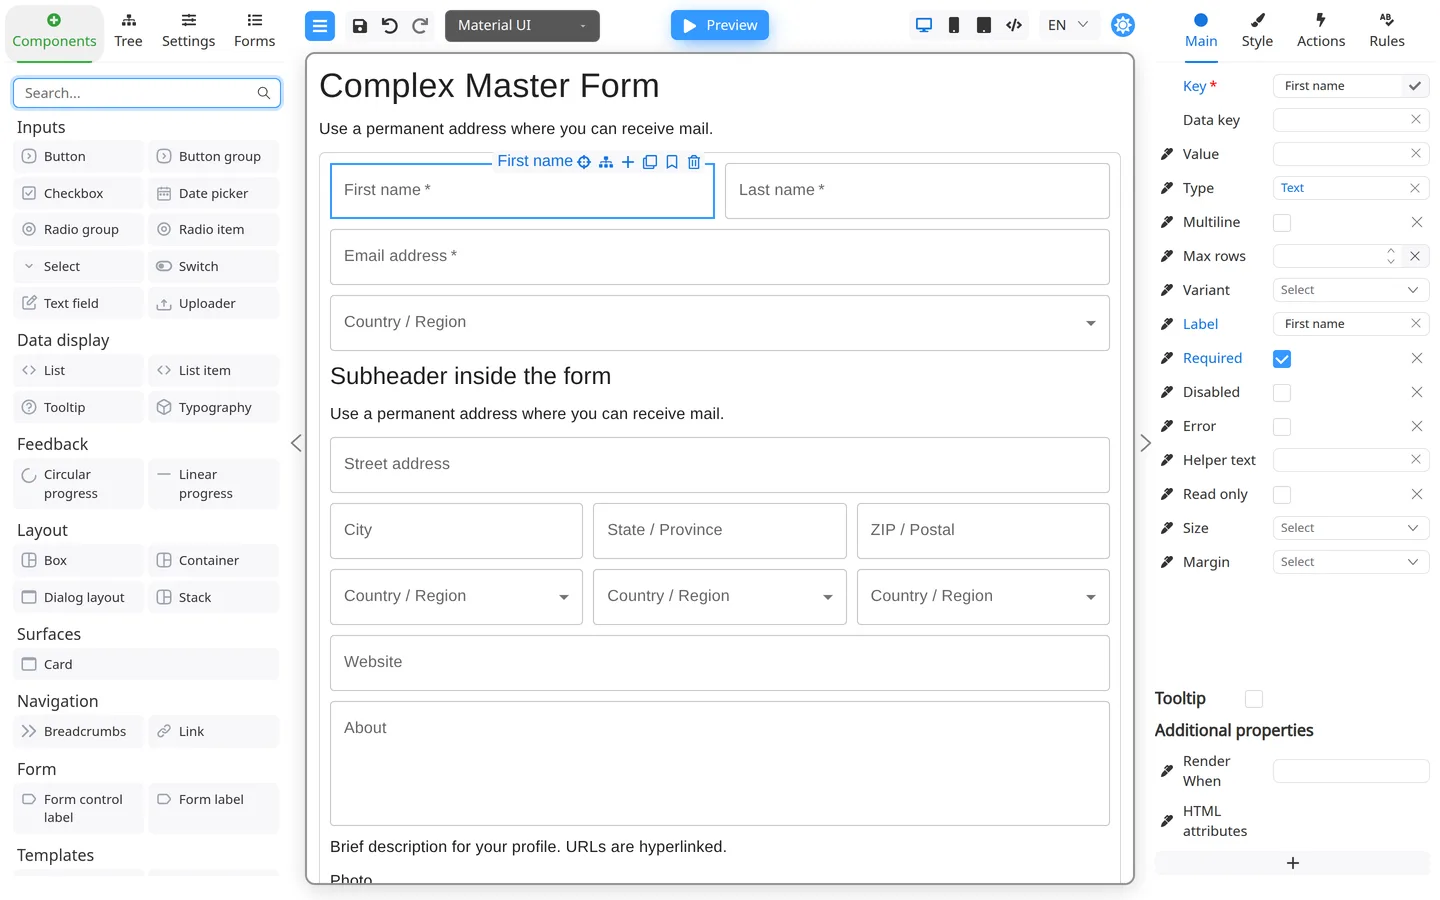 Components
Tree
Settings
Forms
Material UI
Preview
EN
Main
Style
Actions
AB
Rules
Search...
Inputs
Button
Button group
Checkbox
Date picker
Radio group
Radio item
Select
Switch
Text field
Uploader
Data display
List
List item
Tooltip
Typography
Feedback
Circular
progress
Linear
progress
Layout
Box
Container
Dialog layout
Stack
Surfaces
Card
Navigation
Breadcrumbs
Link
Form
Form control
label
Form label
Templates
Complex Master Form
Use a permanent address where you can receive mail.
First name
First name *
Last name *
Email address *
Country / Region
Subheader inside the form
Use a permanent address where you can receive mail.
Street address
City
State / Province
ZIP / Postal
Country / Region
Country / Region
Country / Region
Website
About
Brief description for your profile. URLs are hyperlinked.
Photo
Key *
First name
Data key
Value
Type
Text
Multiline
Max rows
Variant
Select
Label
First name
Required
Disabled
Error
Helper text
Read only
Size
Select
Margin
Select
Tooltip
Additional properties
Render
When
HTML
attributes